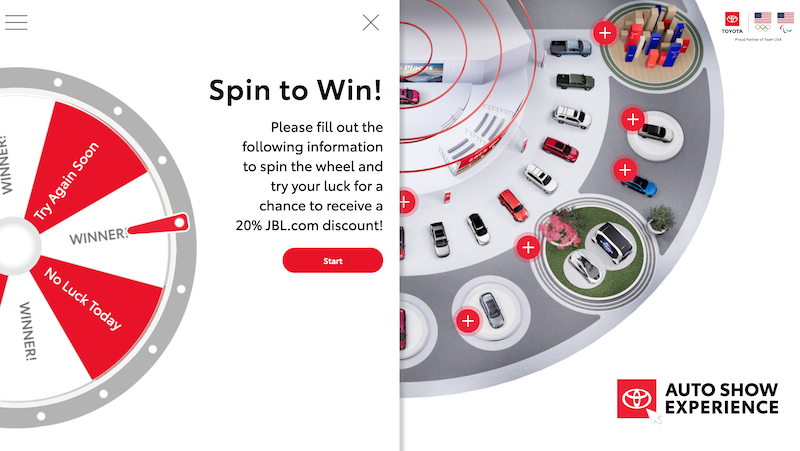 Spin to Win!
Please fill out the
following information
to spin the wheel and
try your luck for a
chance to receive a
20% JBL.com discount!
Start
WINNER!
Try Again Soon
WINNER!
No Luck Today
WINNER!
Places
TOYOTA
Proud Partner of Team USA
AUTO SHOW
EXPERIENCE